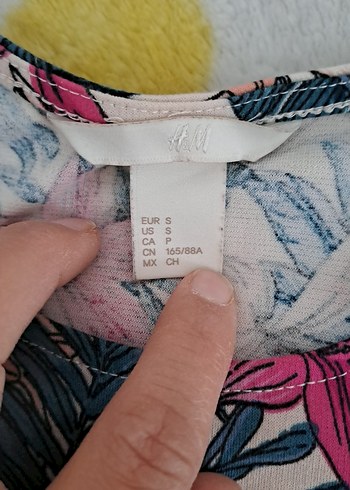 H&M
EUR S
US S
CA P
CN 165/88A
MX CH